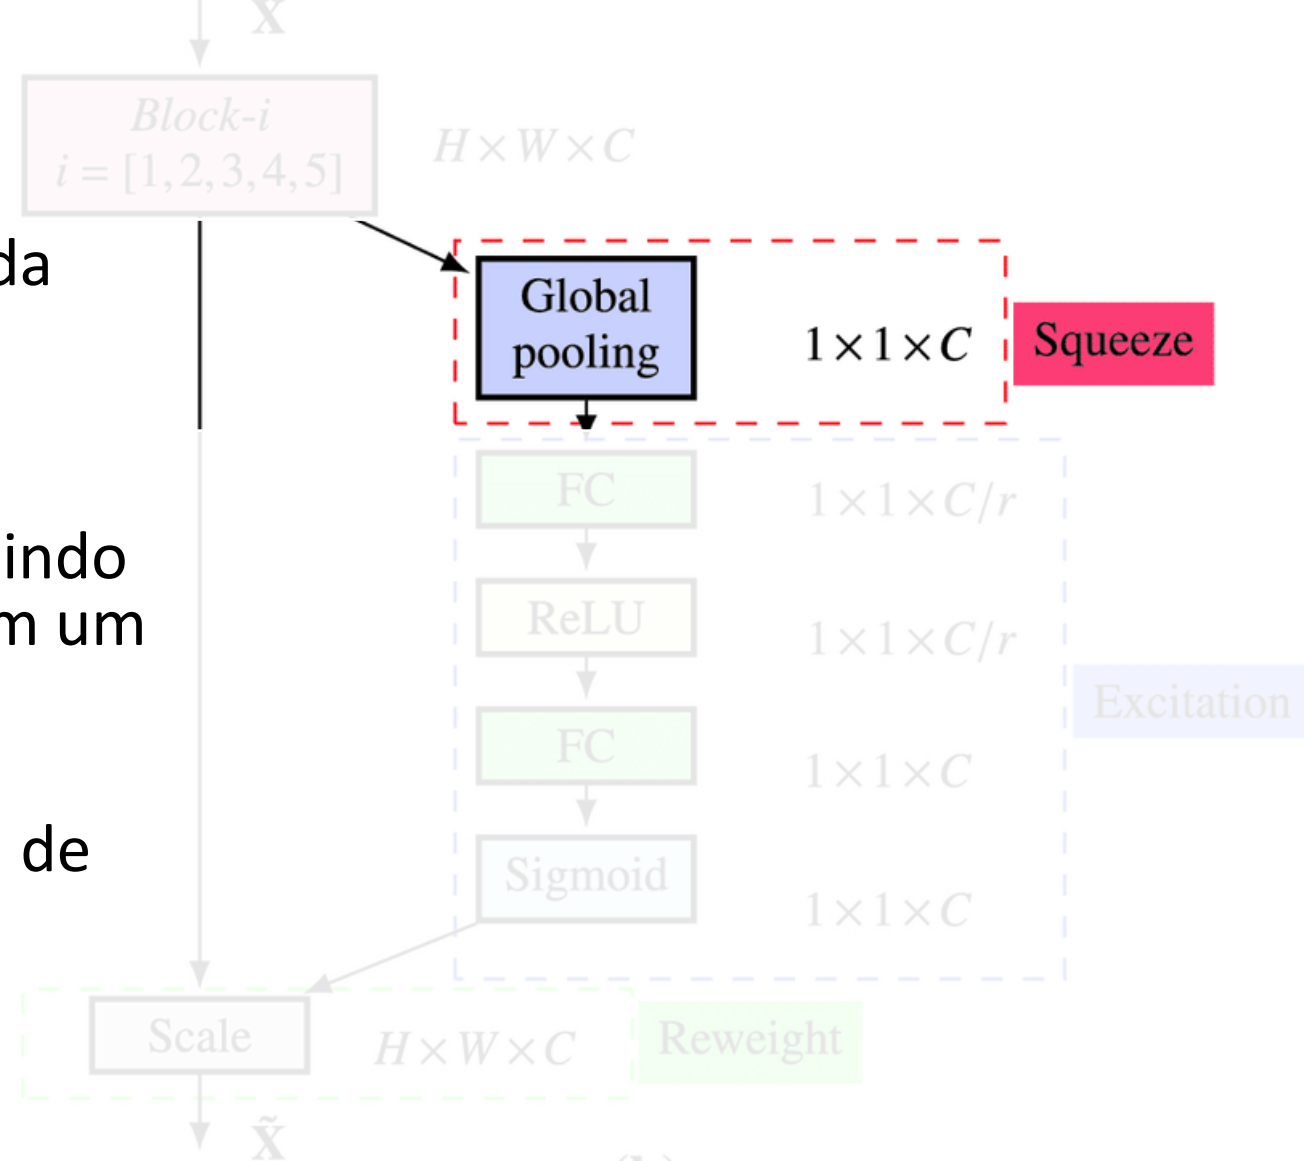 X
Block-i
i = [1,2,3,4,5]
H×W×C
da
Global
pooling
1×1×C
Squeeze
FC
1×1×C/r
indo
m um
ReLU
1×1×C/r
Excitation
FC
1×1×C
de
Sigmoid
1×1×C
Scale
H×W×C
Reweight
X̃